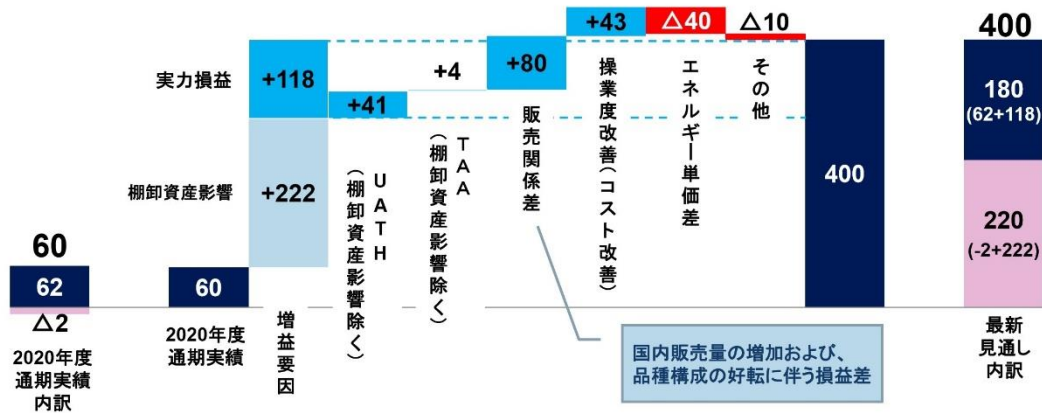 60
62
△2
2020年度
通期実績
内訳
60
2020年度
通期実績
実力損益
棚卸資産影響
+118
+222
増益要因
+41
UATH
(棚卸資産影響除く)
+4
TAA
(棚卸資産影響除く)
+80
販売関係差
国内販売量の増加および、
品種構成の好転に伴う損益差
+43
操業度改善(コスト改善)
△40
エネルギー単価差
△10
その他
400
400
180
(62+118)
220
(-2+222)
最新
見通し
内訳